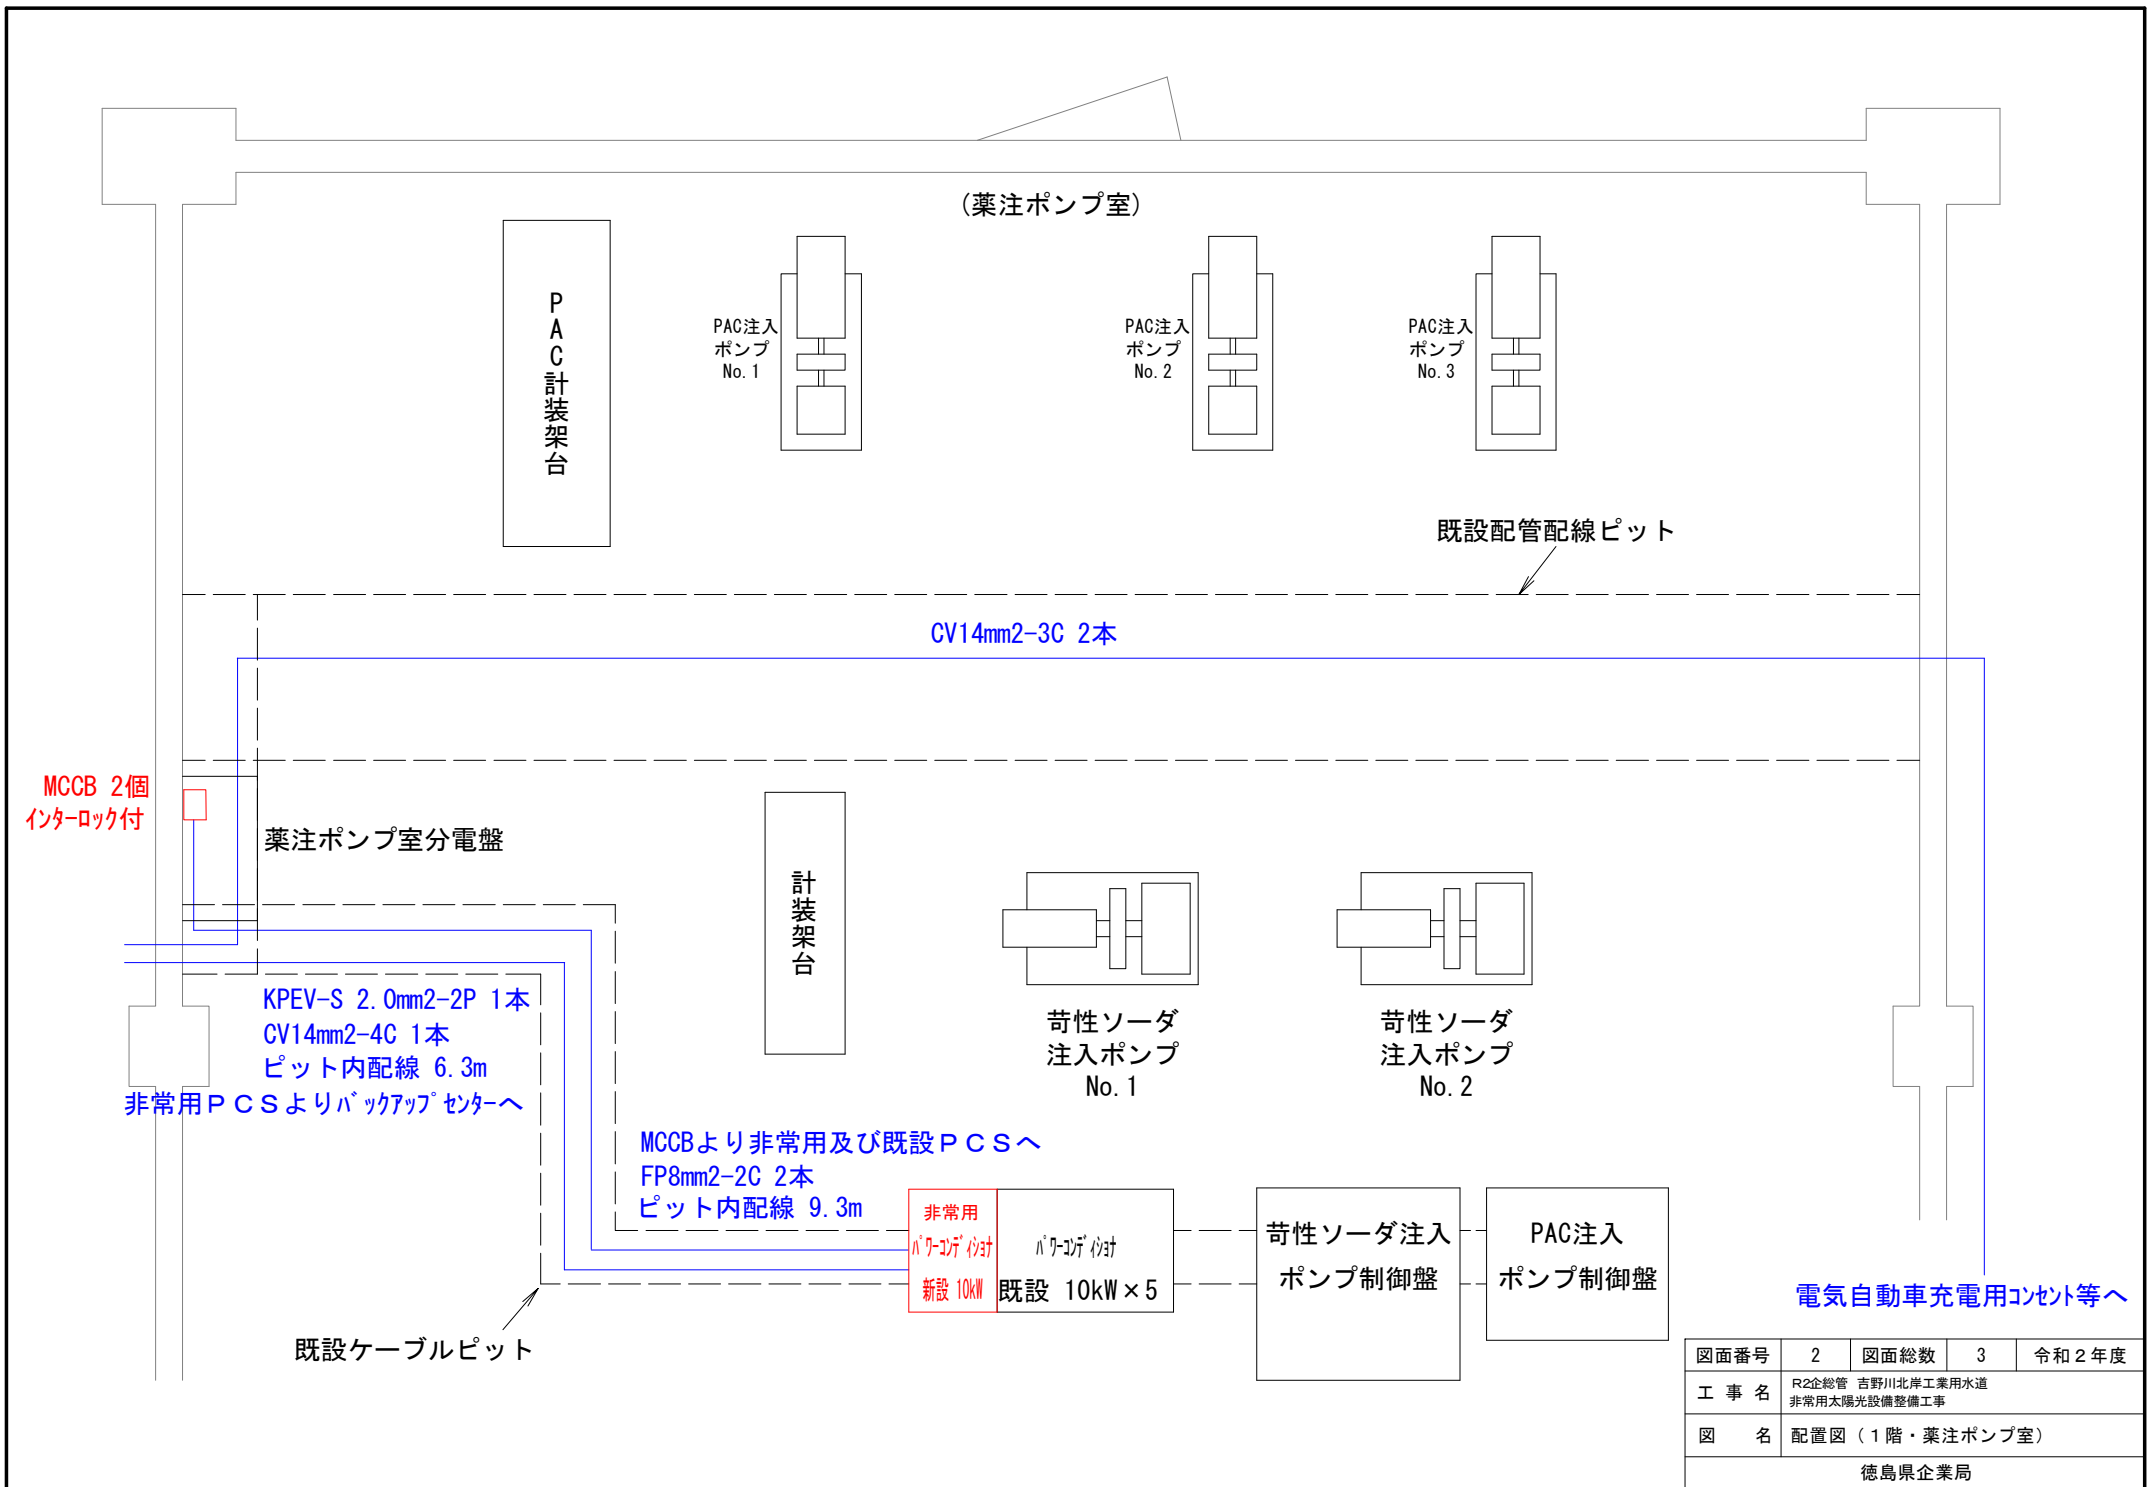 (薬注ポンプ室)
PAC計装架台
PAC注入
ポンプ
No.1
PAC注入
ポンプ
No.2
PAC注入
ポンプ
No.3
既設配管配線ピット
CV14mm2-3C 2本
MCCB 2個
インターロック付
薬注ポンプ室分電盤
計装架台
KPEV-S 2.0mm2-2P 1本
CV14mm2-4C 1本
ピット内配線 6.3m
非常用PCSよりバックアップセンターへ
苛性ソーダ
注入ポンプ
No.1
苛性ソーダ
注入ポンプ
No.2
MCCBより非常用及び既設PCSへ
FP8mm2-2C 2本
ピット内配線 9.3m
非常用
パワーコンディショナ
新設 10kW
パワーコンディショナ
既設 10kW×5
苛性ソーダ注入
ポンプ制御盤
PAC注入
ポンプ制御盤
電気自動車充電用コンセント等へ
既設ケーブルピット
図面番号 2 図面総数 3 令和2年度
工事名 R2企総管 吉野川北岸工業用水道
非常用太陽光設備整備工事
図名 配置図(1階・薬注ポンプ室)
徳島県企業局